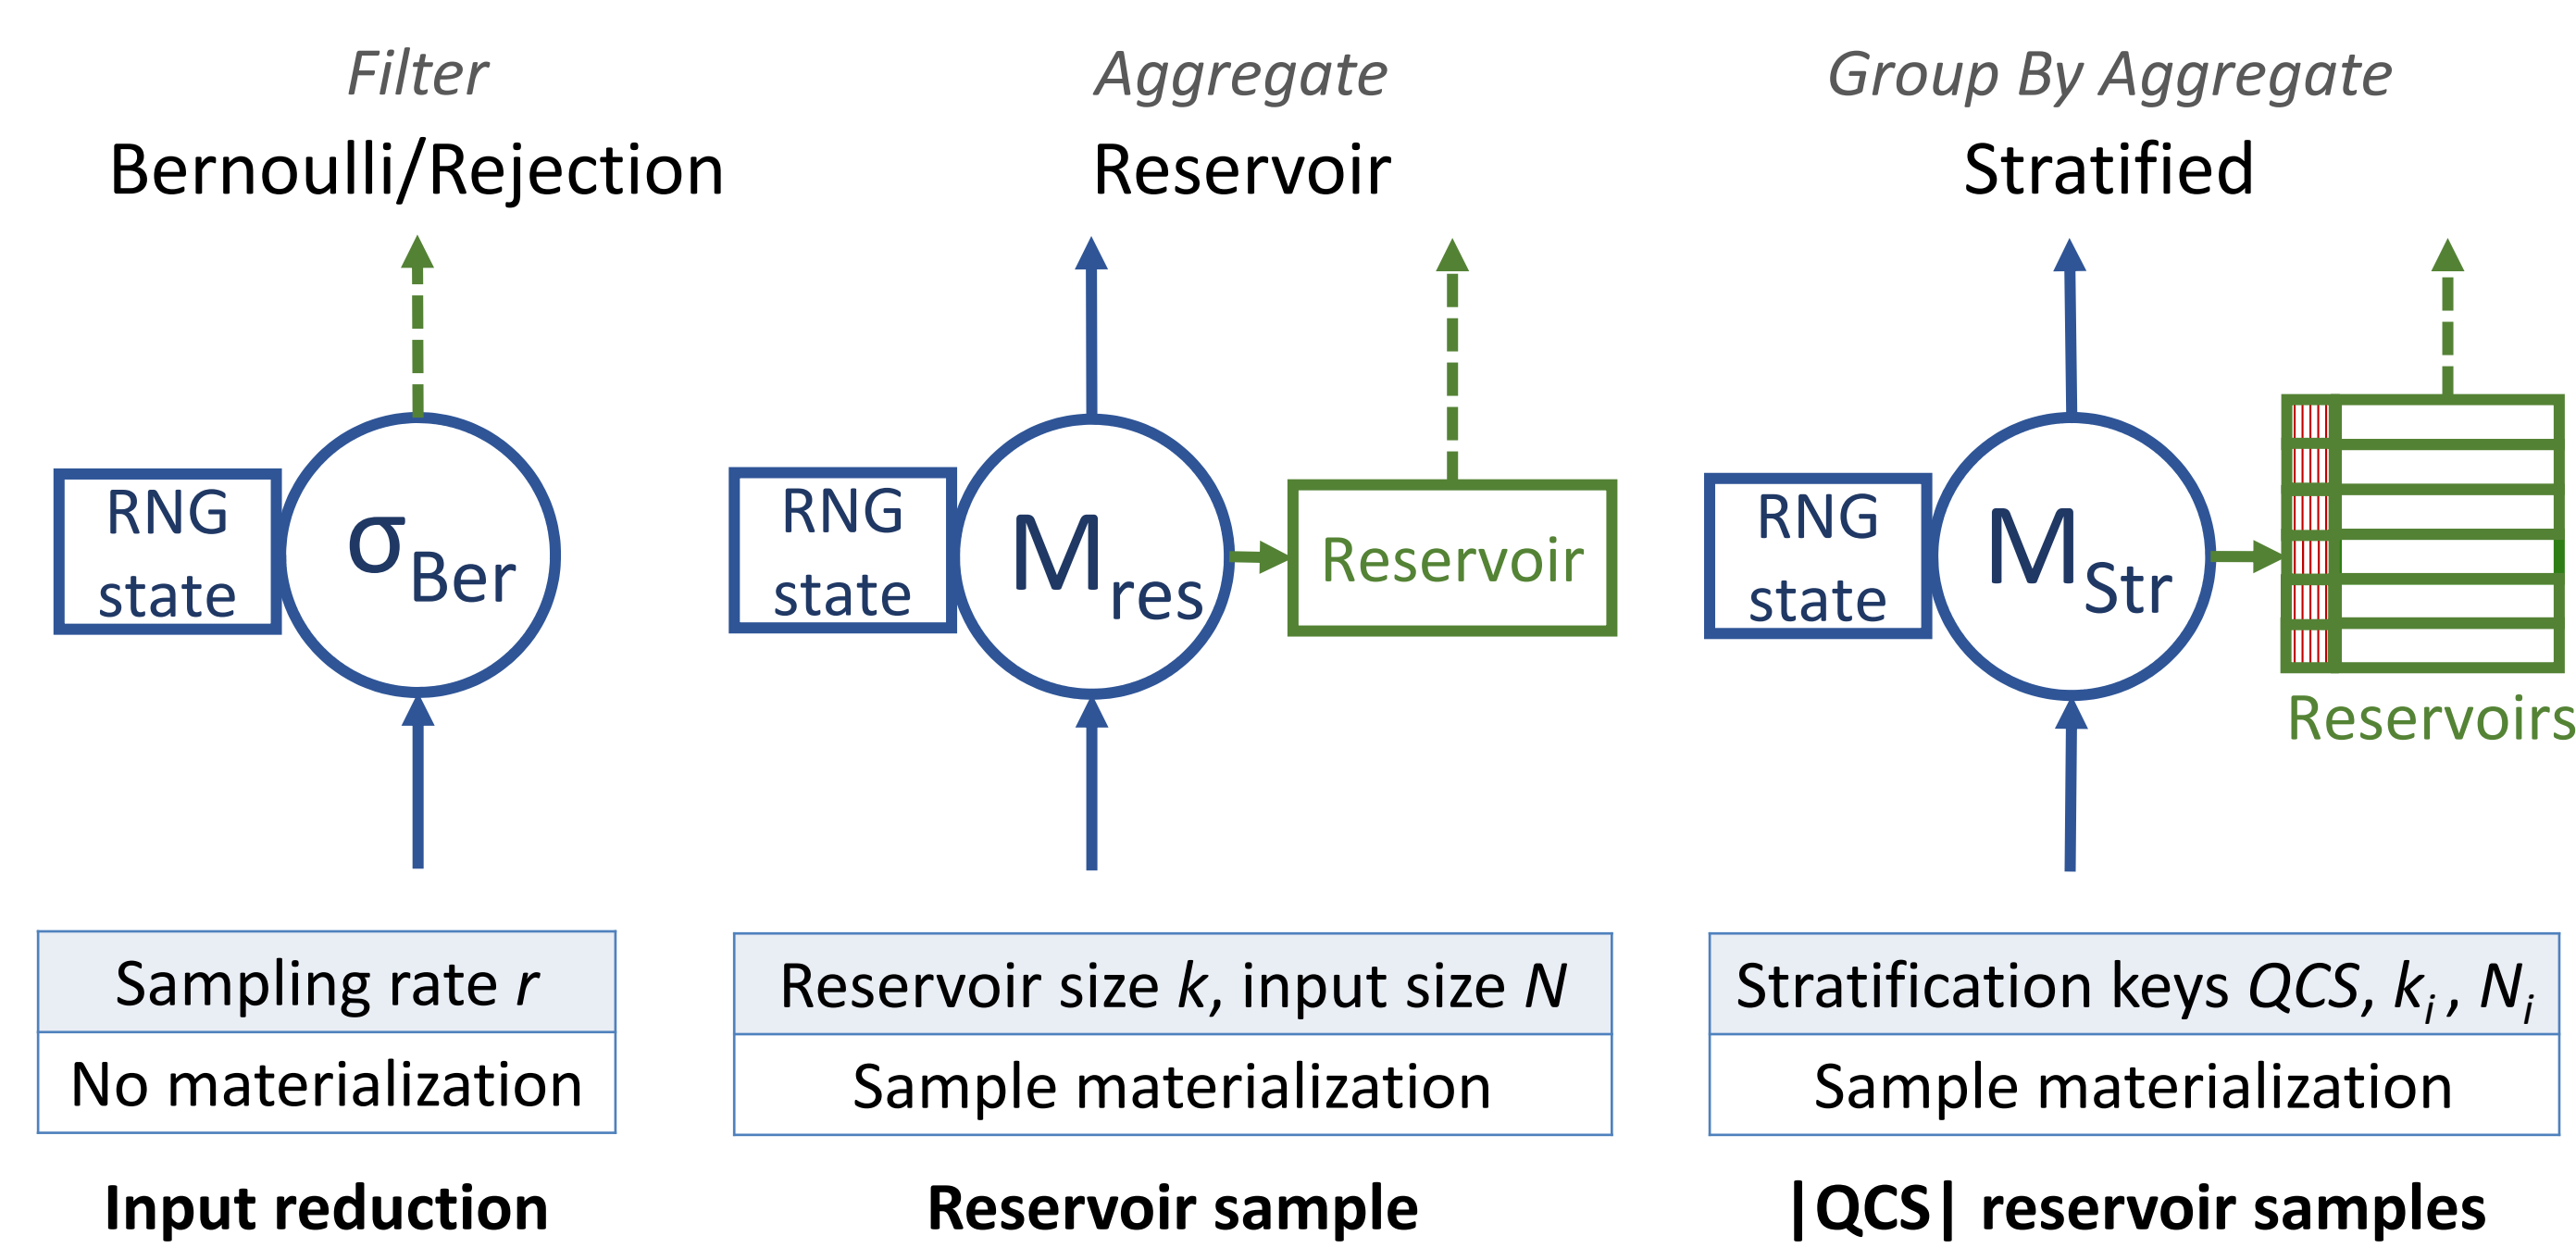 Filter
Bernoulli/Rejection
RNG
state
σBer
Sampling rate r
No materialization
Input reduction
Aggregate
Reservoir
RNG
state
Mres
Reservoir
Reservoir size k, input size N
Sample materialization
Reservoir sample
Group By Aggregate
Stratified
RNG
state
MStr
Reservoirs
Stratification keys QCS, ki, Ni
Sample materialization
|QCS| reservoir samples